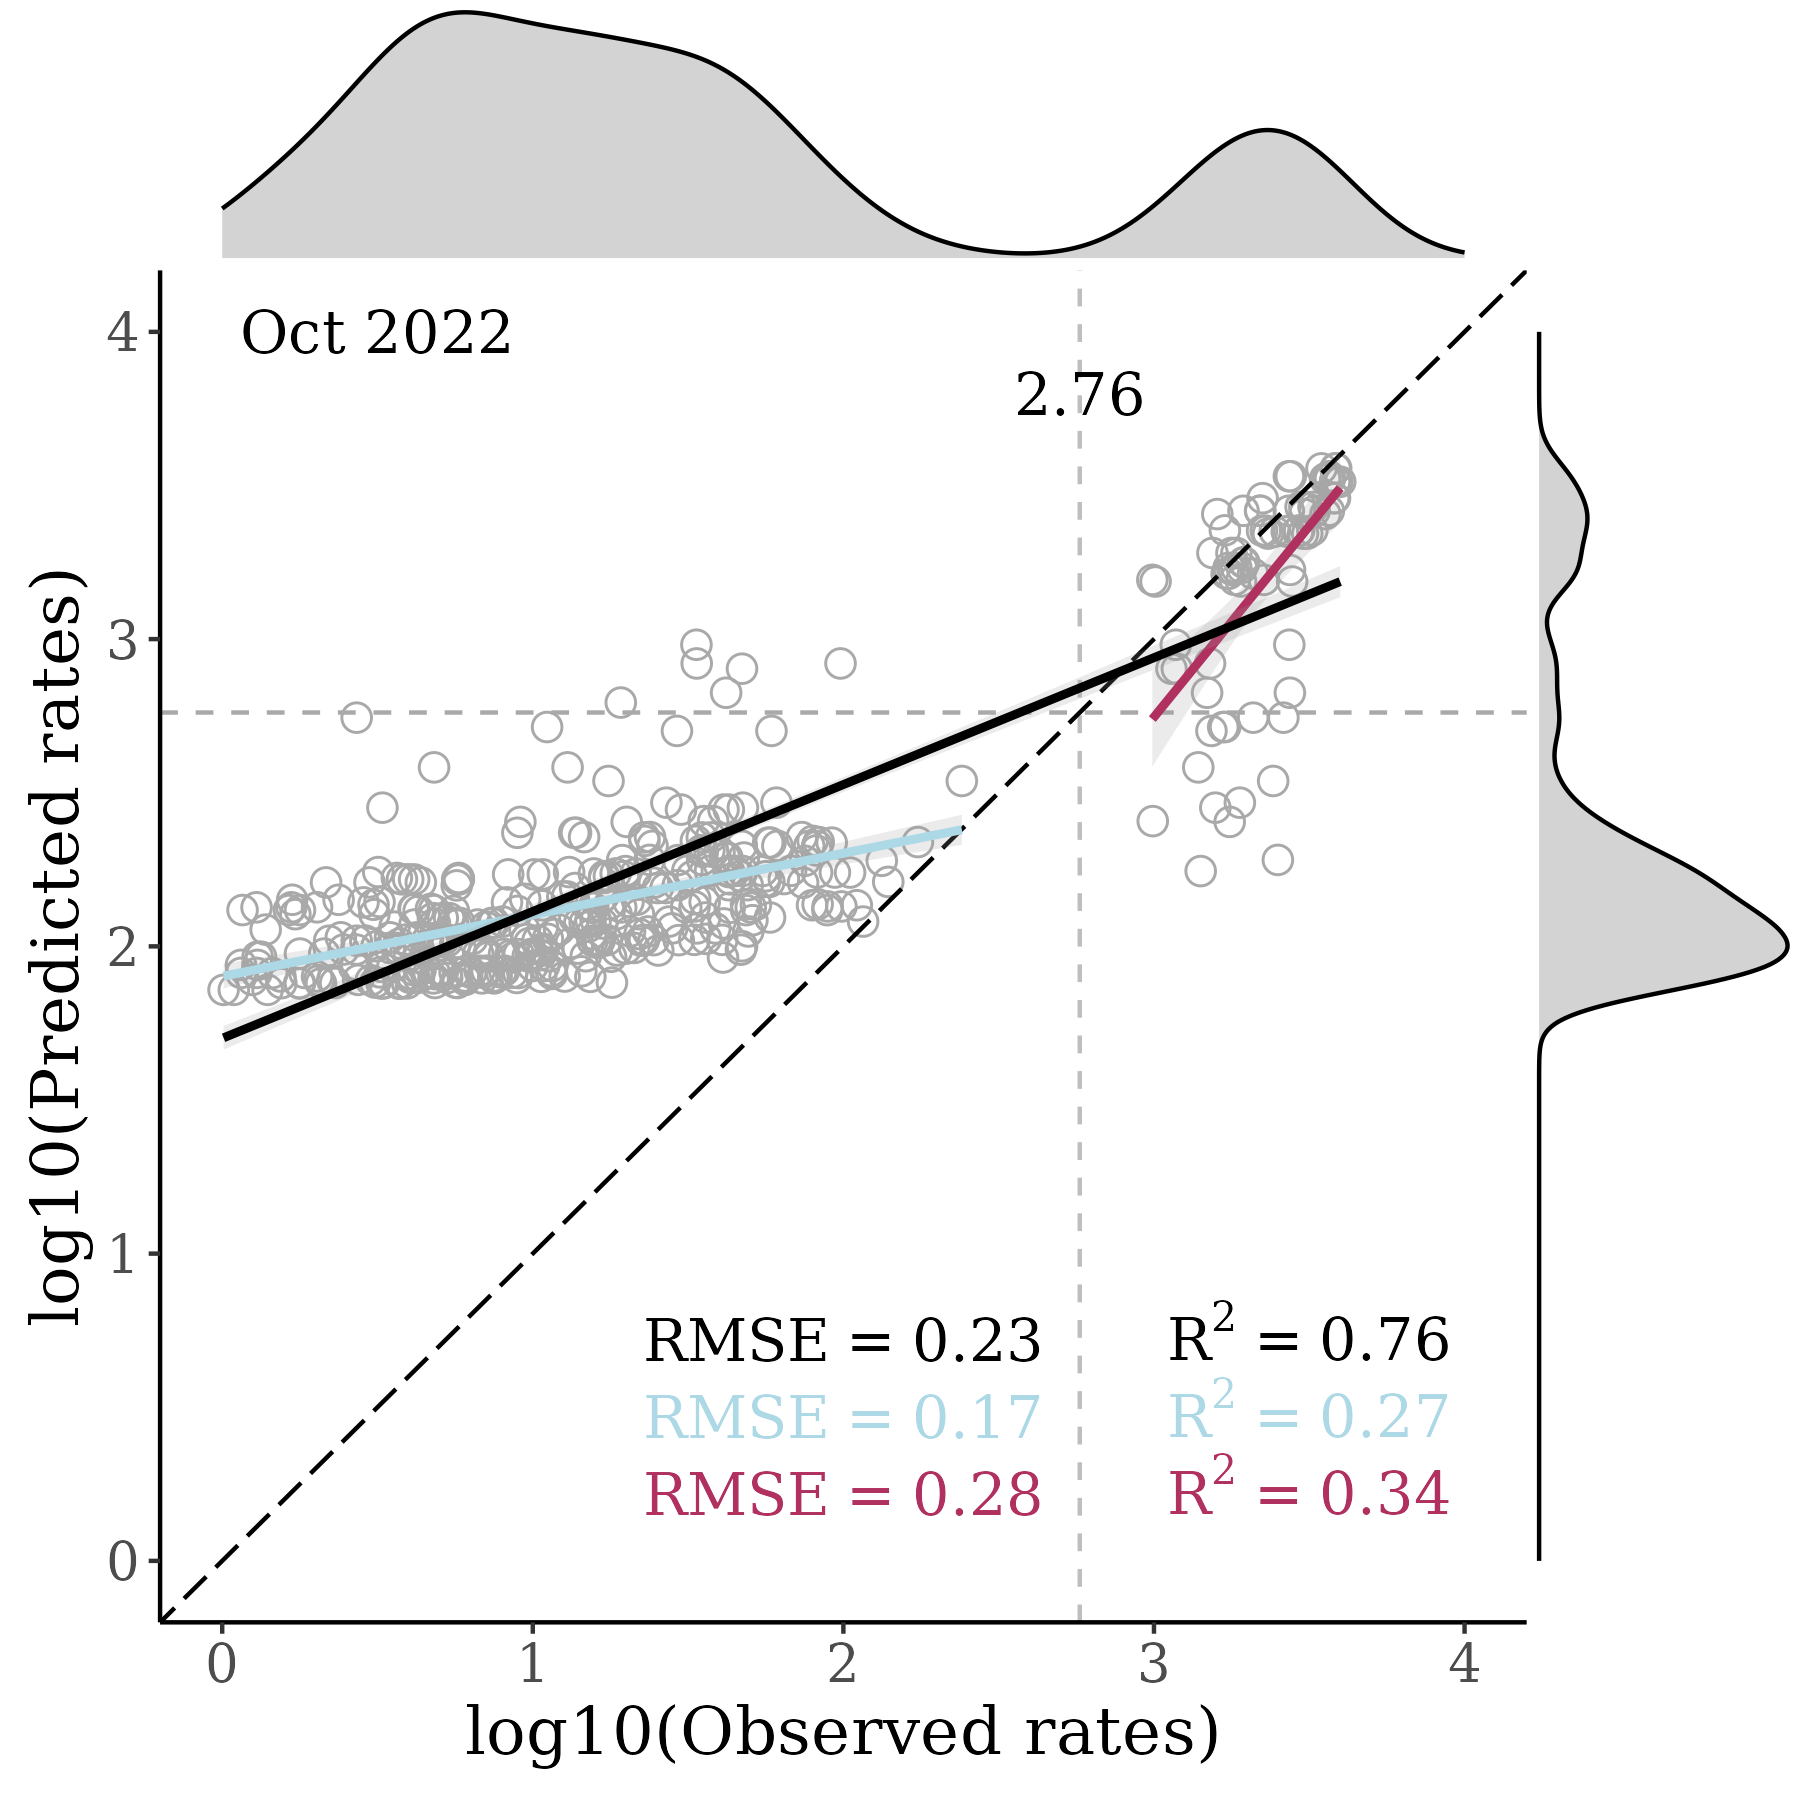 Oct 2022
2.76
4
3
2
1
0
log10(Predicted rates)
RMSE = 0.23 R² = 0.76
RMSE = 0.17 R² = 0.27
RMSE = 0.28 R² = 0.34
0 1 2 3 4
log10(Observed rates)